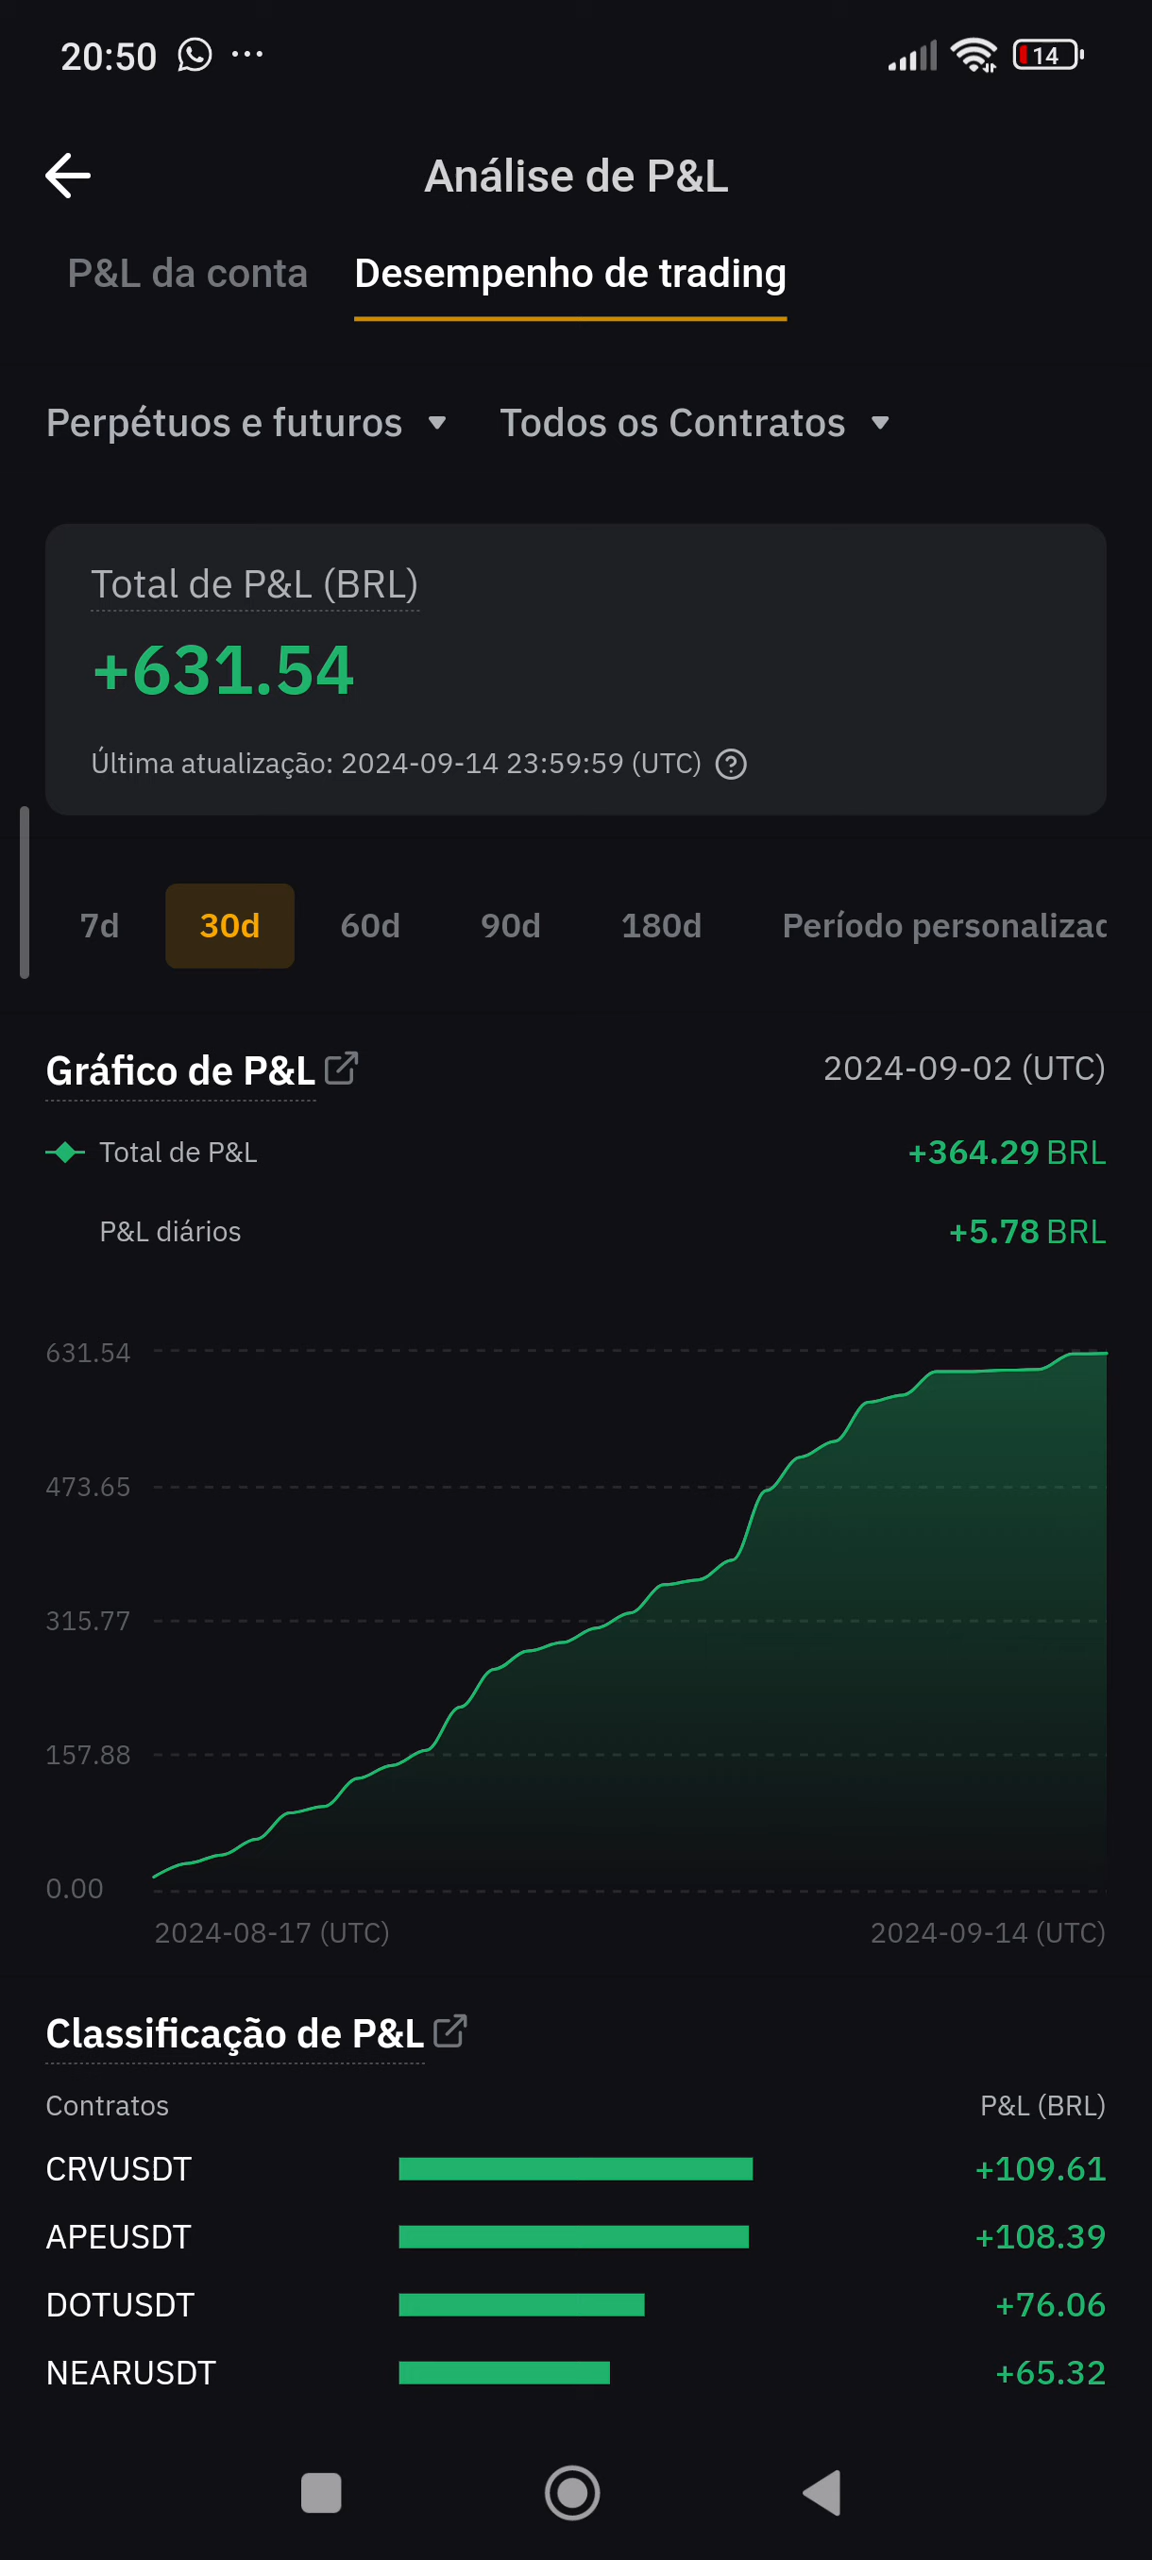 20:50
14
Análise de P&L
P&L da conta Desempenho de trading
Perpétuos e futuros Todos os Contratos
Total de P&L (BRL)
+631.54
Última atualização: 2024-09-14 23:59:59 (UTC)
7d 30d 60d 90d 180d Período personalizac
Gráfico de P&L 2024-09-02 (UTC)
Total de P&L +364.29 BRL
P&L diários +5.78 BRL
631.54
473.65
315.77
157.88
0.00
2024-08-17 (UTC) 2024-09-14 (UTC)
Classificação de P&L
Contratos P&L (BRL)
CRVUSDT +109.61
APEUSDT +108.39
DOTUSDT +76.06
NEARUSDT +65.32